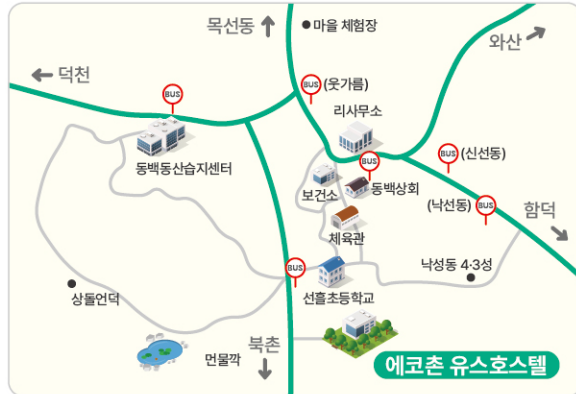 목선동
마을 체험장
와산
덕천
BUS
BUS
(웃가름)
리사무소
BUS
BUS
(신선동)
동백동산습지센터
보건소
동백상회
(낙선동)
BUS
함덕
체육관
BUS
낙성동 4·3성
상돌언덕
선흘초등학교
먼물깍
북촌
에코촌 유스호스텔